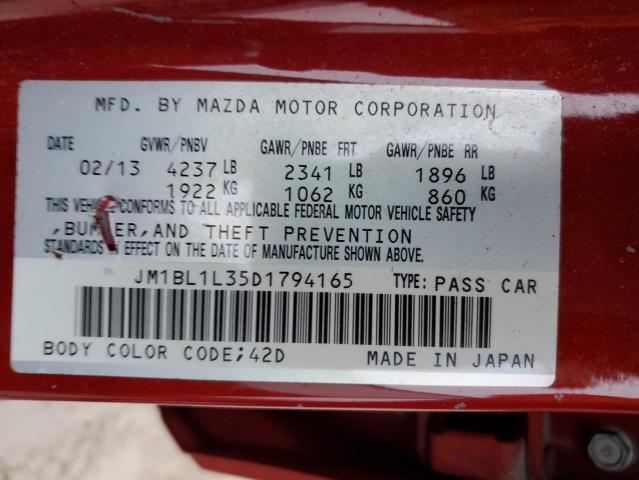 MFD. BY MAZDA MOTOR CORPORATION
DATE GVWR/PNBV GAWR/PNBE FRT GAWR/PNBE RR
02/13 4237 LB 2341 LB 1896 LB
1922 KG 1062 KG 860 KG
THIS CONFORMS TO ALL APPLICABLE FEDERAL MOTOR VEHICLE SAFETY
, ,AND THEFT PREVENTION
STANDARDS IN EFFECT ON THE DATE OF MANUFACTURE SHOWN ABOVE.
JM1BL1L35D1794165 TYPE: PASS CAR
BODY COLOR CODE;42D MADE IN JAPAN